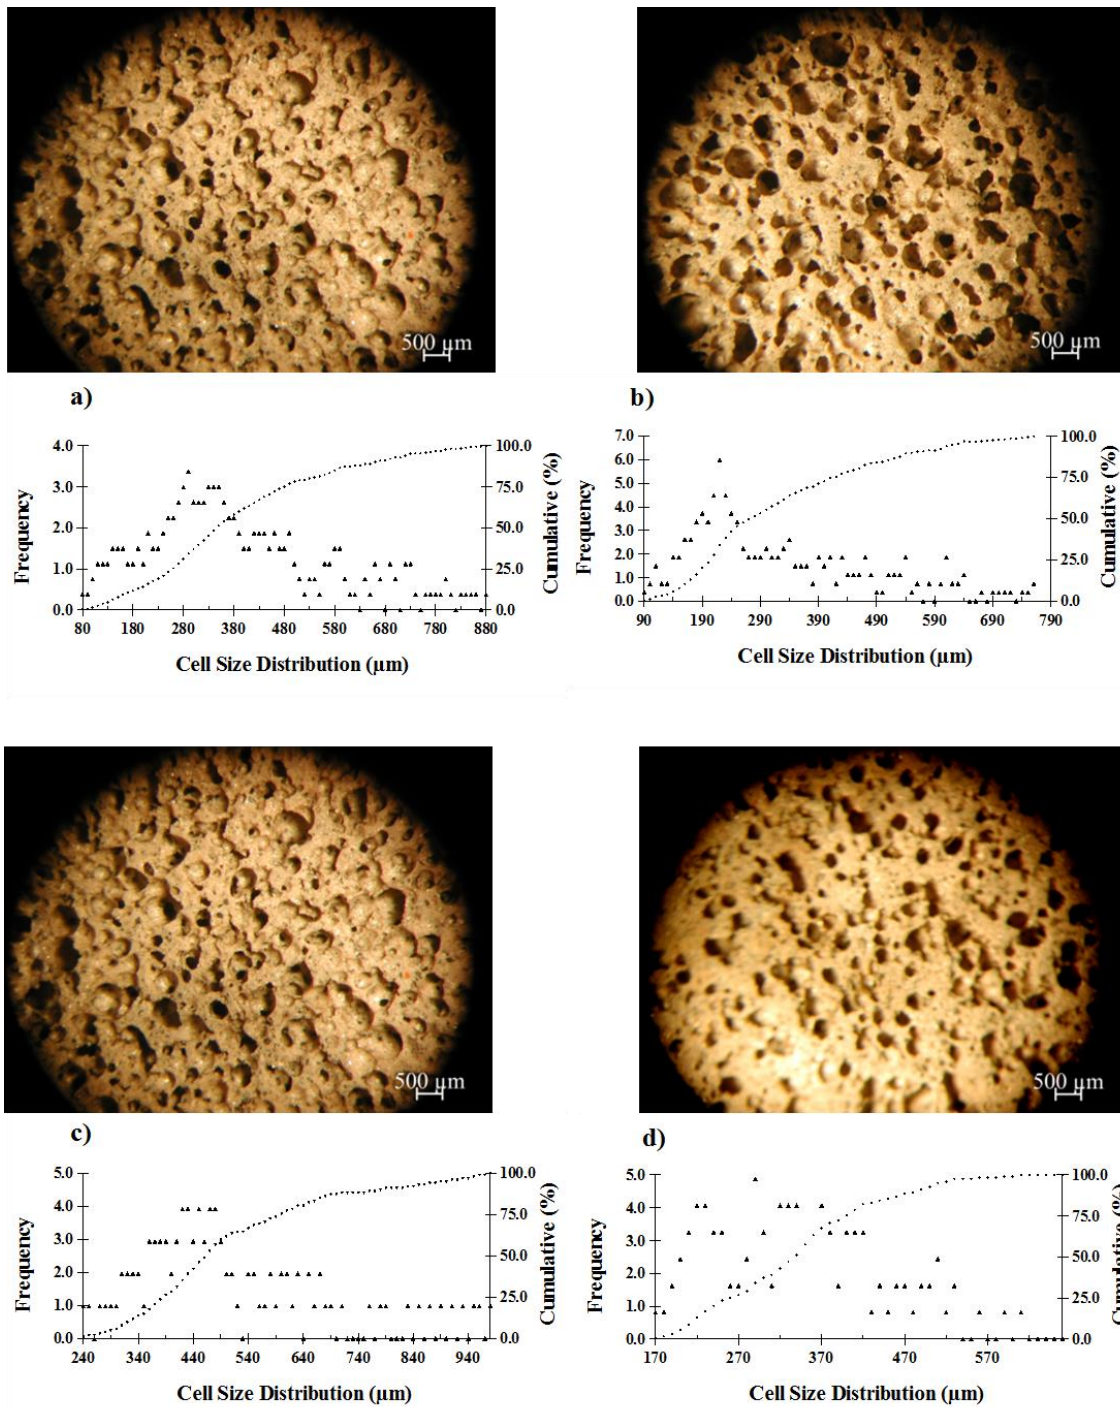 500 µm
500 µm
a)
b)
4.0
3.0
2.0
1.0
0.0
Frequency
100.0
75.0
50.0
25.0
0.0
Cumulative (%)
80 180 280 380 480 580 680 780 880
Cell Size Distribution (µm)
7.0
6.0
5.0
4.0
3.0
2.0
1.0
0.0
Frequency
100.0
75.0
50.0
25.0
0.0
Cumulative (%)
90 190 290 390 490 590 690 790
Cell Size Distribution (µm)
500 µm
500 µm
c)
d)
5.0
4.0
3.0
2.0
1.0
0.0
Frequency
100.0
75.0
50.0
25.0
0.0
Cumulative (%)
240 340 440 540 640 740 840 940
Cell Size Distribution (µm)
5.0
4.0
3.0
2.0
1.0
0.0
Frequency
100.0
75.0
50.0
25.0
0.0
Cumulative (%)
170 270 370 470 570
Cell Size Distribution (µm)